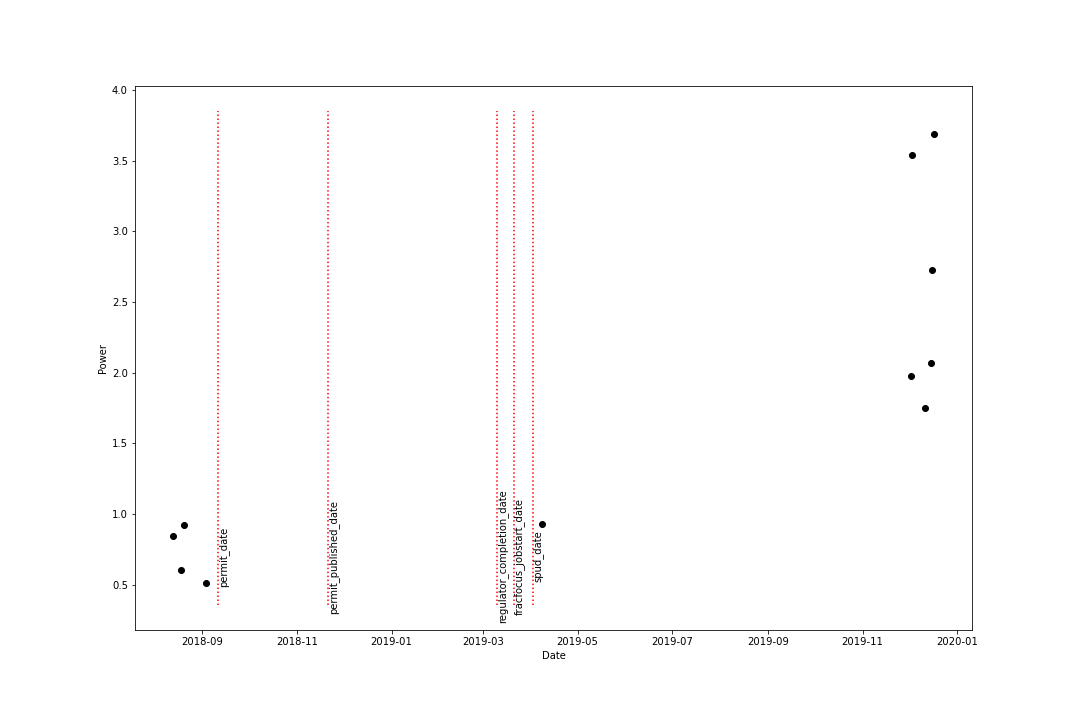 4.0
3.5
3.0
2.5
2.0
1.5
1.0
0.5
Power
permit_date
permit_published_date
regulator_completion_date
fracfocus_jobstart_date
spud_date
2018-09
2018-11
2019-01
2019-03
2019-05
2019-07
2019-09
2019-11
2020-01
Date